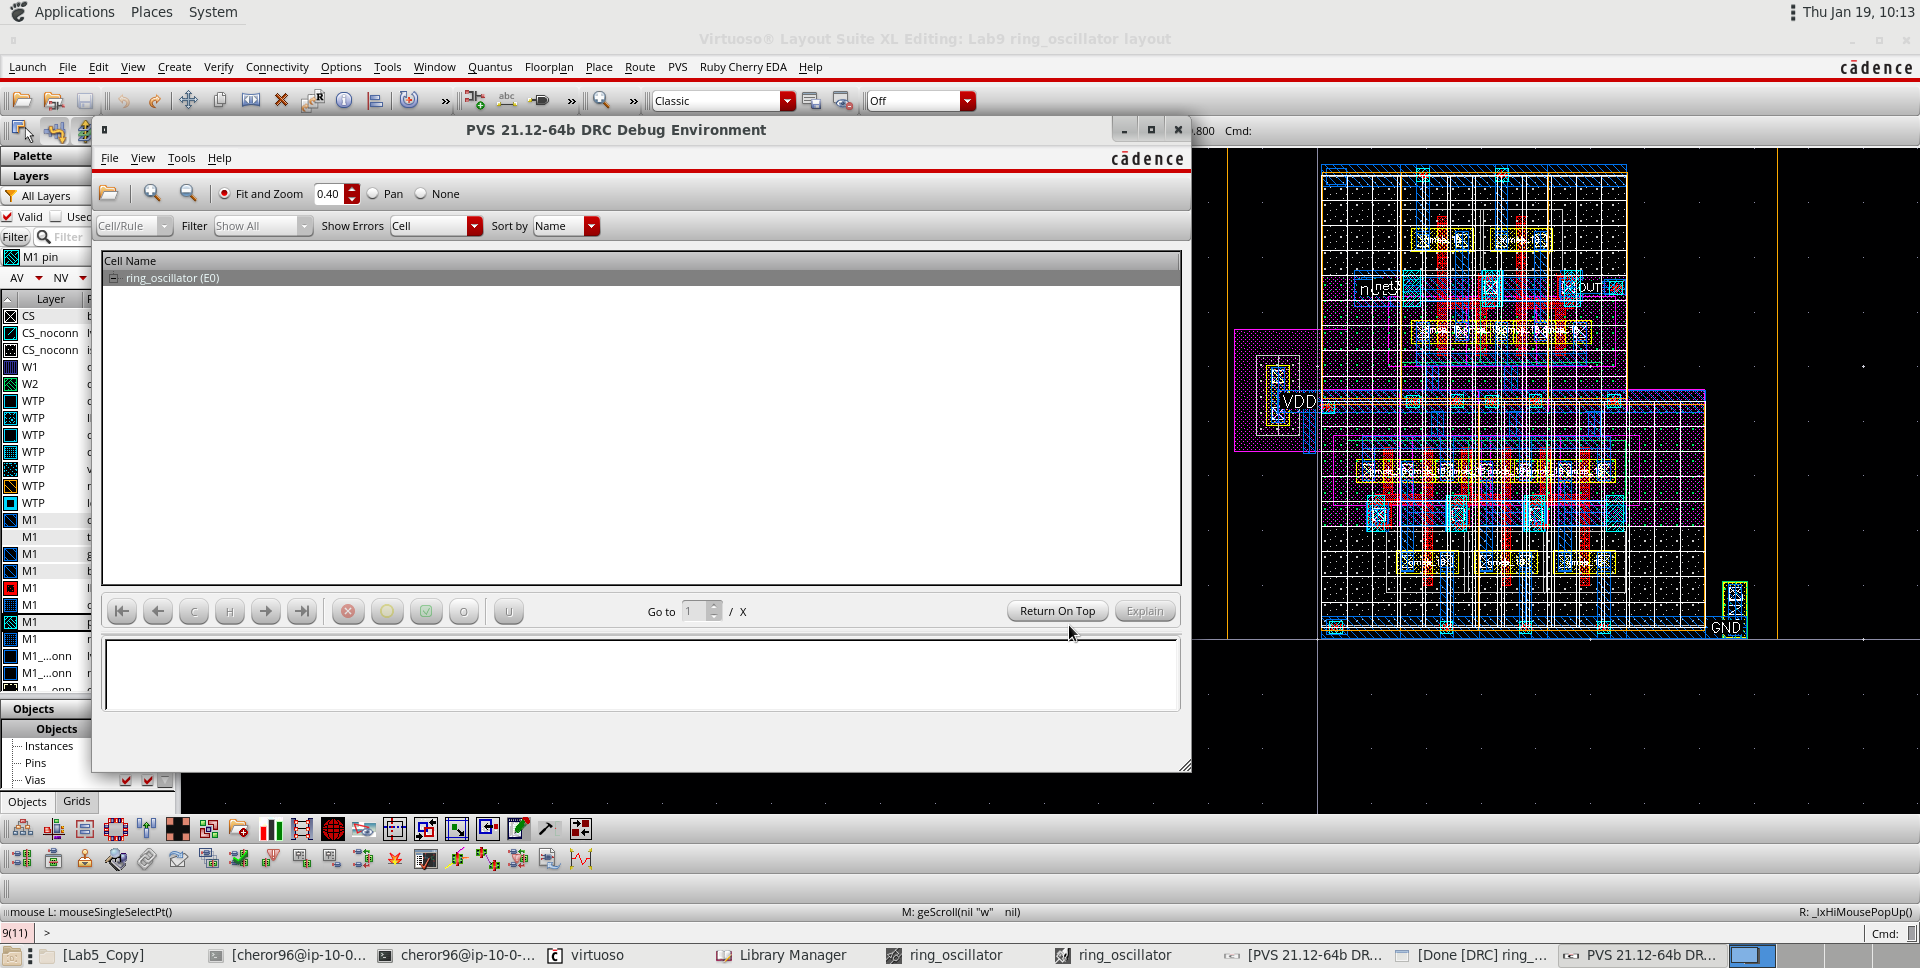 Applications Places System
Thu Jan 19, 10:13
Virtuoso® Layout Suite XL Editing: Lab9 ring_oscillator layout
Launch File Edit View Create Verify Connectivity Options Tools Window Quantus Floorplan Place Route PVS Ruby Cherry EDA Help
cādence
abc
Classic
Off
PVS 21.12-64b DRC Debug Environment
.800 Cmd:
File View Tools Help
cādence
Fit and Zoom 0.40 Pan None
Cell/Rule Filter Show All Show Errors Cell Sort by Name
Cell Name
ring_oscillator (E0)
C H O U
Go to 1 / X
Return On Top Explain
Palette
Layers
All Layers
Valid Used
Filter Filter
M1 pin
AV NV
Layer
CS
CS_noconn
CS_noconn
W1
W2
WTP
WTP
WTP
WTP
WTP
WTP
WTP
M1
M1
M1
M1
M1
M1
M1
M1
M1_...onn
M1_...onn
M1_...onn
Objects
Objects
Instances
Pins
Vias
Objects Grids
net3
OUT
VDD
GND
mouse L: mouseSingleSelectPt()
M: geScroll(nil "w" nil)
R: _lxHiMousePopUp()
9(11) >
Cmd:
[Lab5_Copy]
[cheror96@ip-10-0...
cheror96@ip-10-0-...
virtuoso
Library Manager
ring_oscillator
ring_oscillator
[PVS 21.12-64b DR...
[Done [DRC] ring_...
PVS 21.12-64b DR...